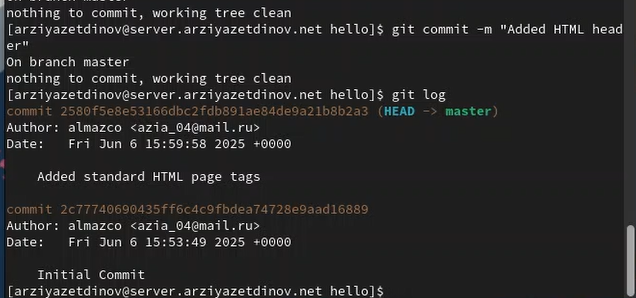 On branch master
nothing to commit, working tree clean
[arziyazetdinov@server.arziyazetdinov.net hello]$ git commit -m "Added HTML head
er"
On branch master
nothing to commit, working tree clean
[arziyazetdinov@server.arziyazetdinov.net hello]$ git log
commit 2580f5e8e53166dbc2fdb891ae84de9a21b8b2a3 (HEAD -> master)
Author: almazco <azia_04@mail.ru>
Date:   Fri Jun 6 15:59:58 2025 +0000
    Added standard HTML page tags
commit 2c77740690435ff6c4c9fbdea74728e9aad16889
Author: almazco <azia_04@mail.ru>
Date:   Fri Jun 6 15:53:49 2025 +0000
    Initial Commit
[arziyazetdinov@server.arziyazetdinov.net hello]$